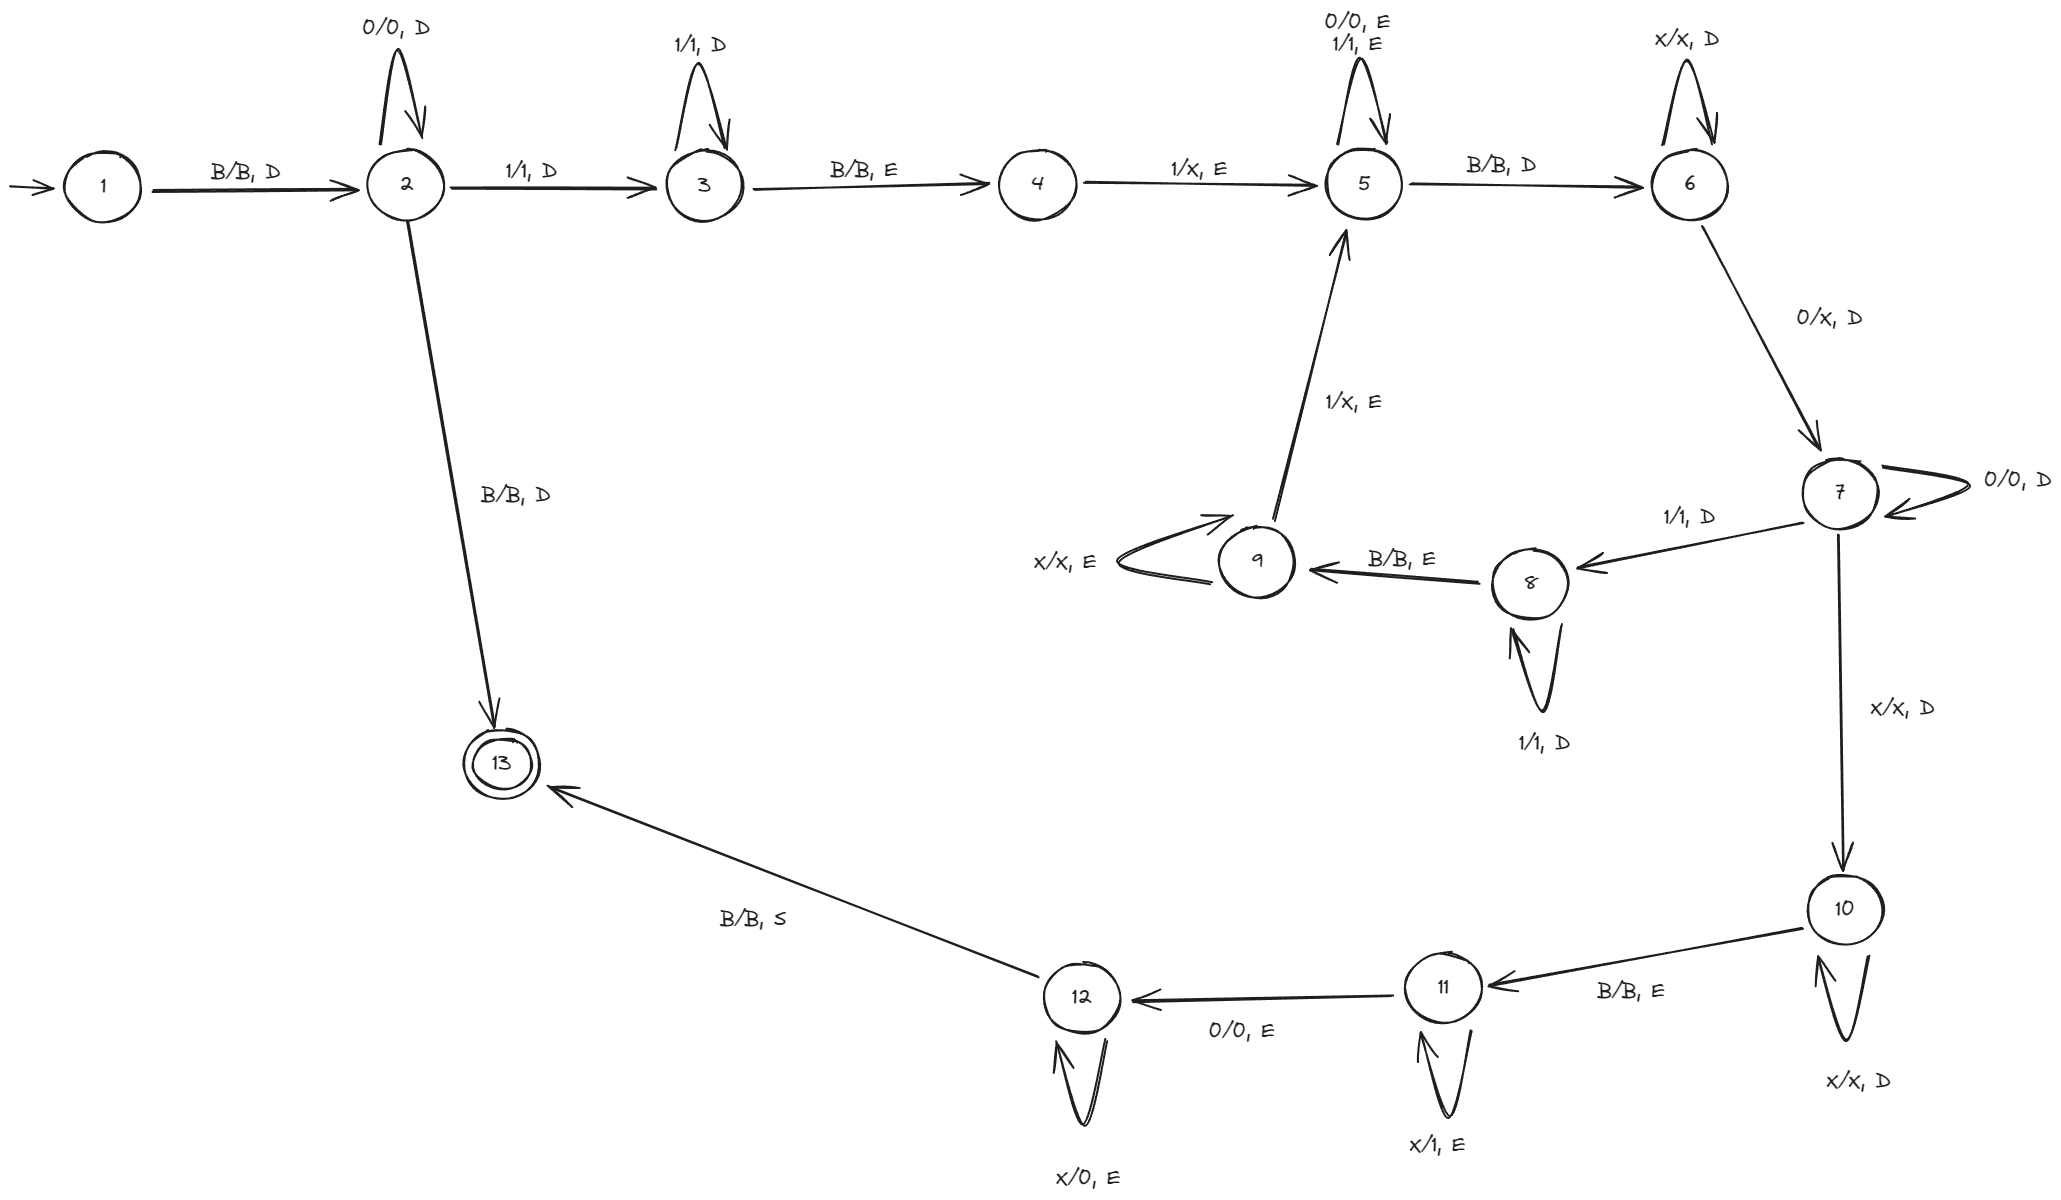 0/0, D
1/1, D
0/0, E
1/1, E
x/x, D
1
B/B, D
2
1/1, D
3
B/B, E
4
1/x, E
5
B/B, D
6
0/x, D
1/x, E
B/B, D
7
0/0, D
1/1, D
x/x, E
9
B/B, E
8
x/x, D
1/1, D
13
10
B/B, S
12
0/0, E
11
B/B, E
x/x, D
x/1, E
x/0, E